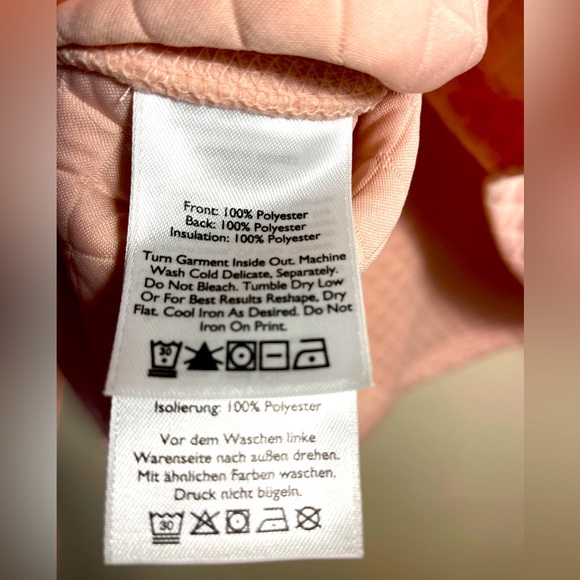 Front: 100% Polyester
Back: 100% Polyester
Insulation: 100% Polyester
Turn Garment Inside Out. Machine
Wash Cold Delicate, Separately.
Do Not Bleach. Tumble Dry Low
Or For Best Results Reshape, Dry
Flat. Cool Iron As Desired. Do Not
Iron On Print.
30
Isolierung: 100% Polyester
Vor dem Waschen linke
Warenseite nach außen drehen.
Mit ähnlichen Farben waschen.
Druck nicht bügeln.
30